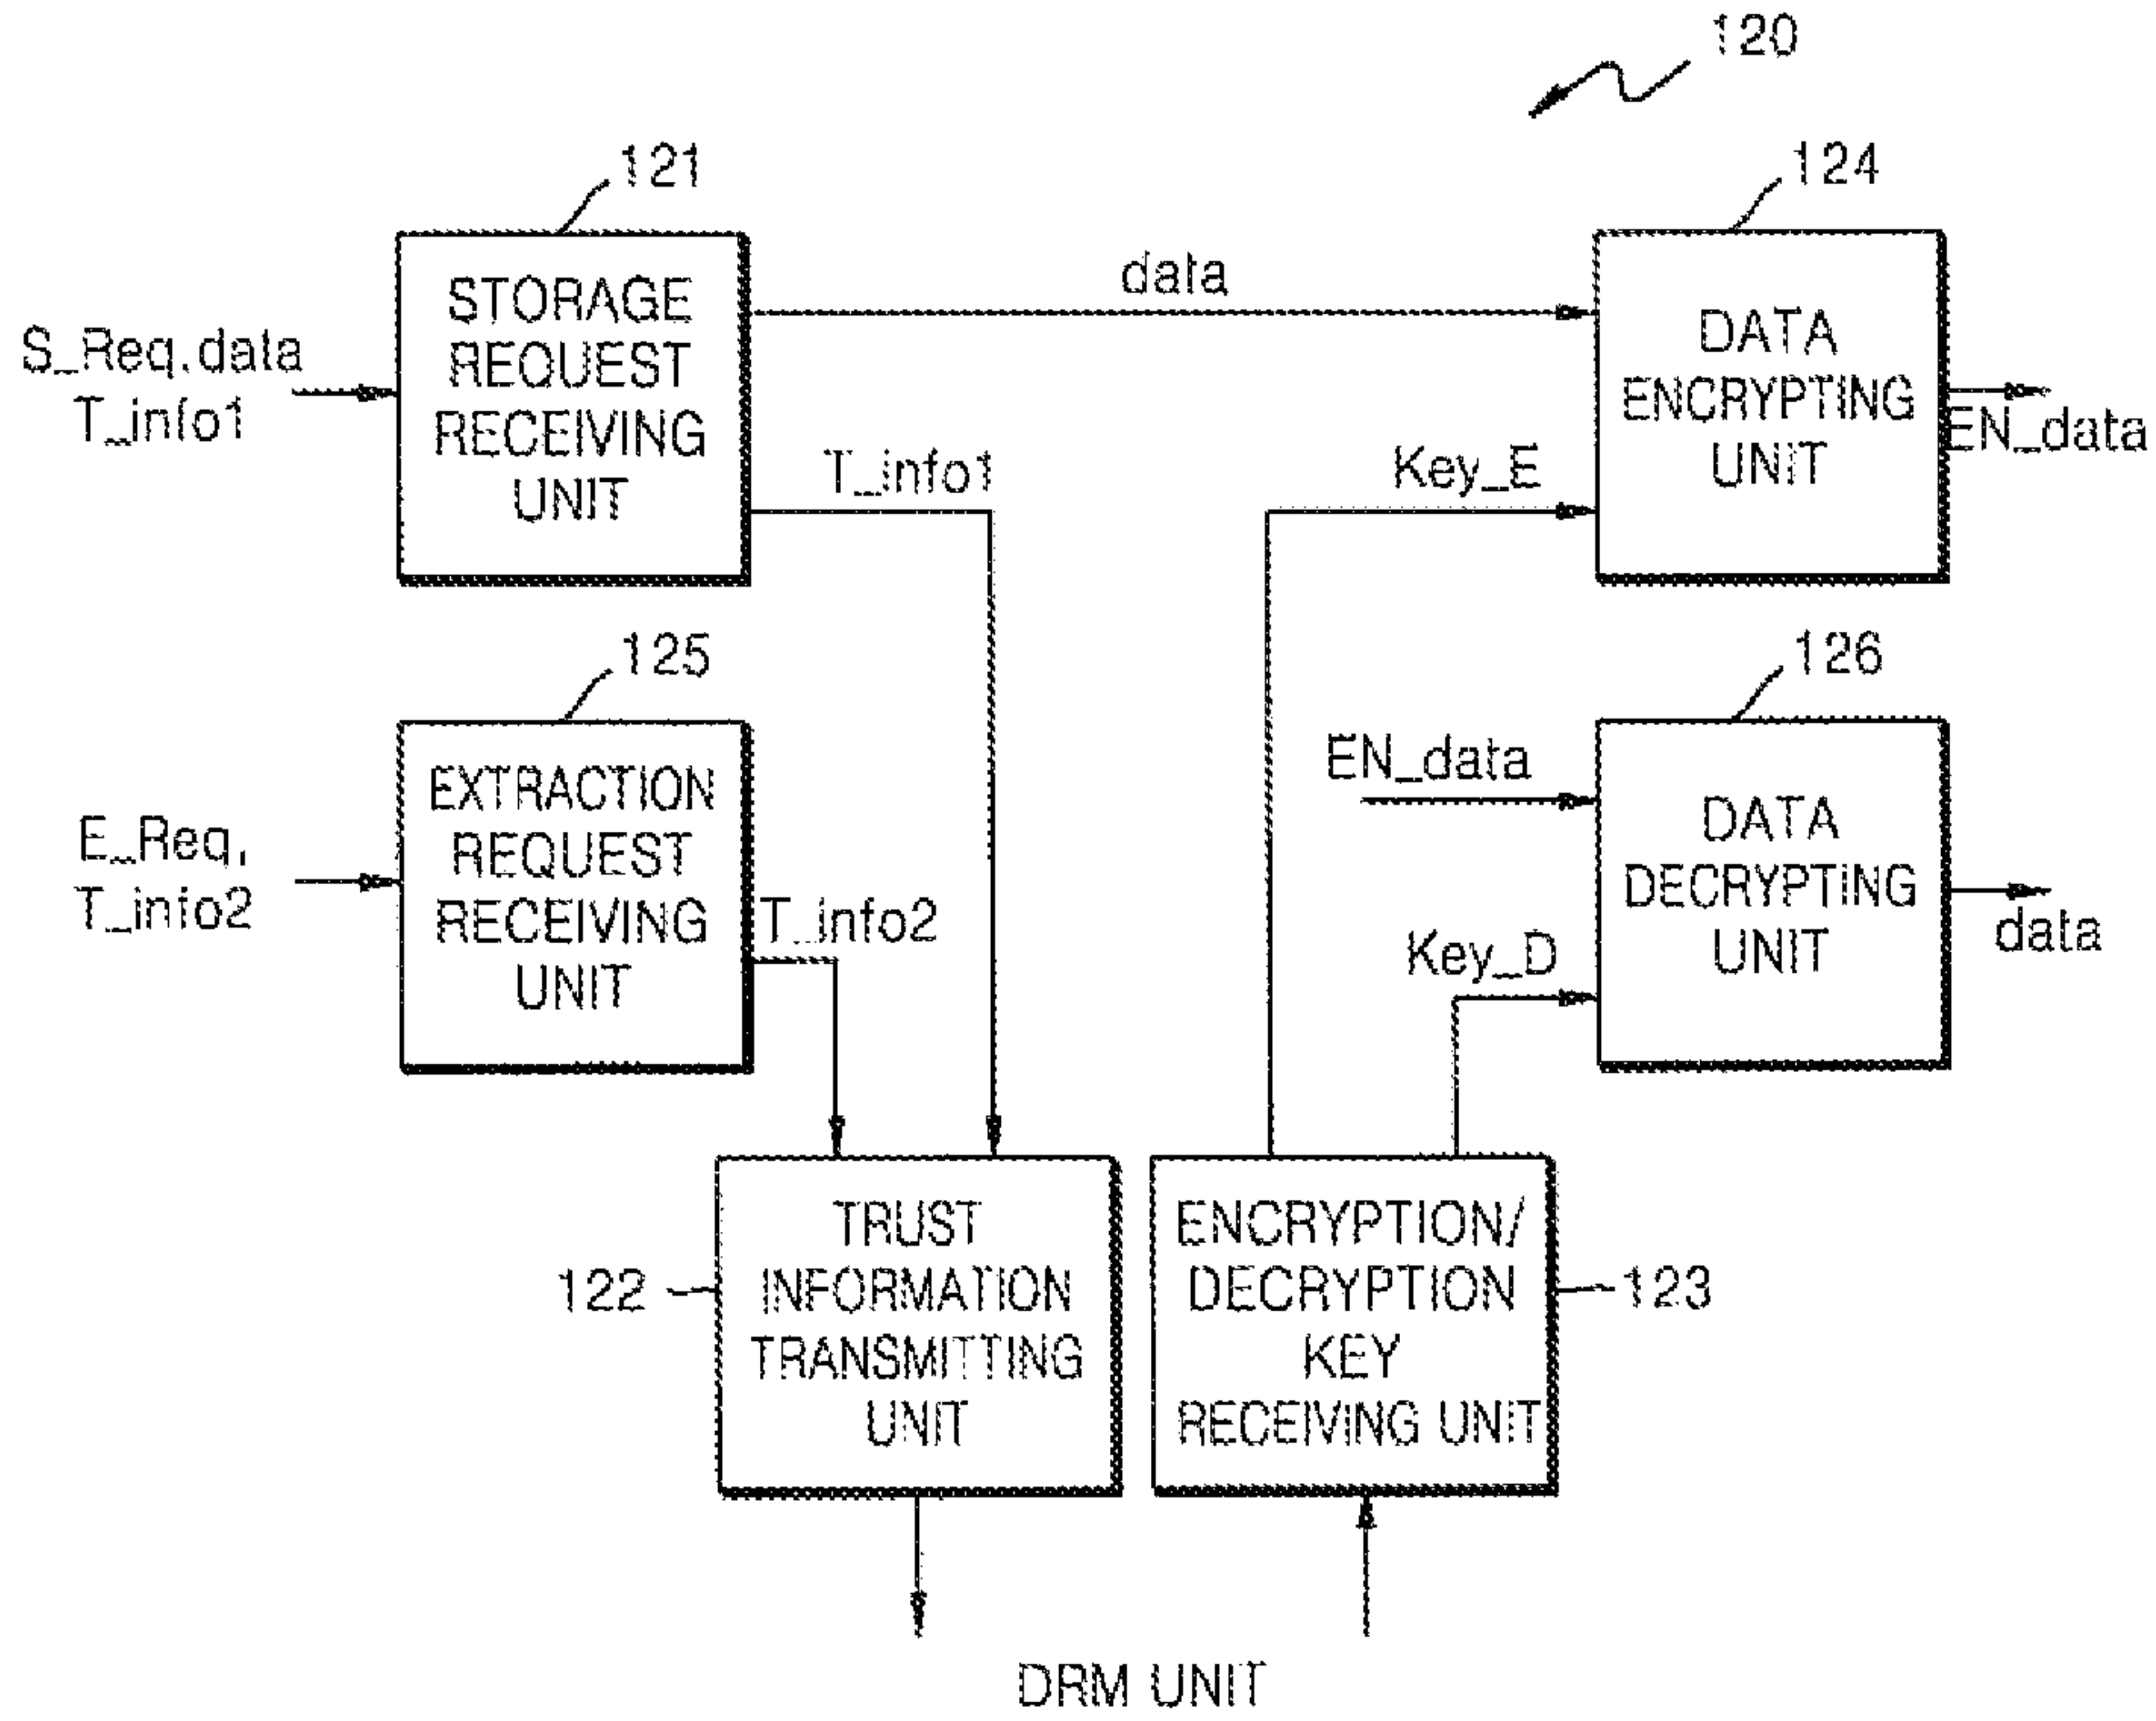 120
121
124
STORAGE
REQUEST
RECEIVING
UNIT
S_Req.data
T_info1
data
T_info1
Key_E
DATA
ENCRYPTING
UNIT
EN_data
125
126
EXTRACTION
REQUEST
RECEIVING
UNIT
E_Req.
T_info2
T_info2
EN_data
Key_D
DATA
DECRYPTING
UNIT
data
122
TRUST
INFORMATION
TRANSMITTING
UNIT
ENCRYPTION/
DECRYPTION
KEY
RECEIVING UNIT
123
DRM UNIT